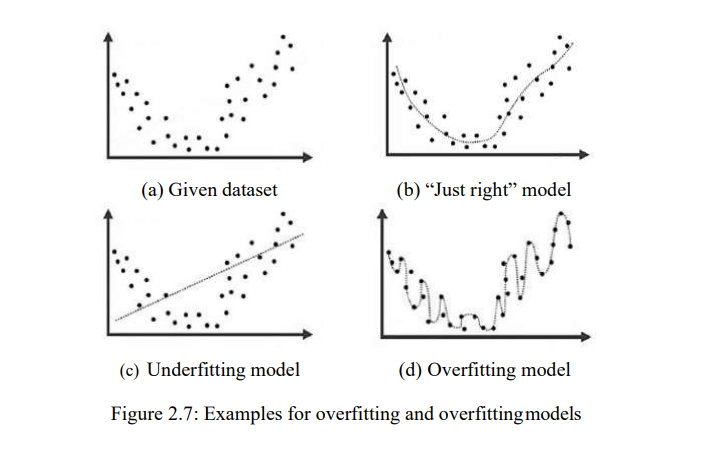 (a) Given dataset
(b) “Just right” model
(c) Underfitting model
(d) Overfitting model
Figure 2.7: Examples for overfitting and overfitting models